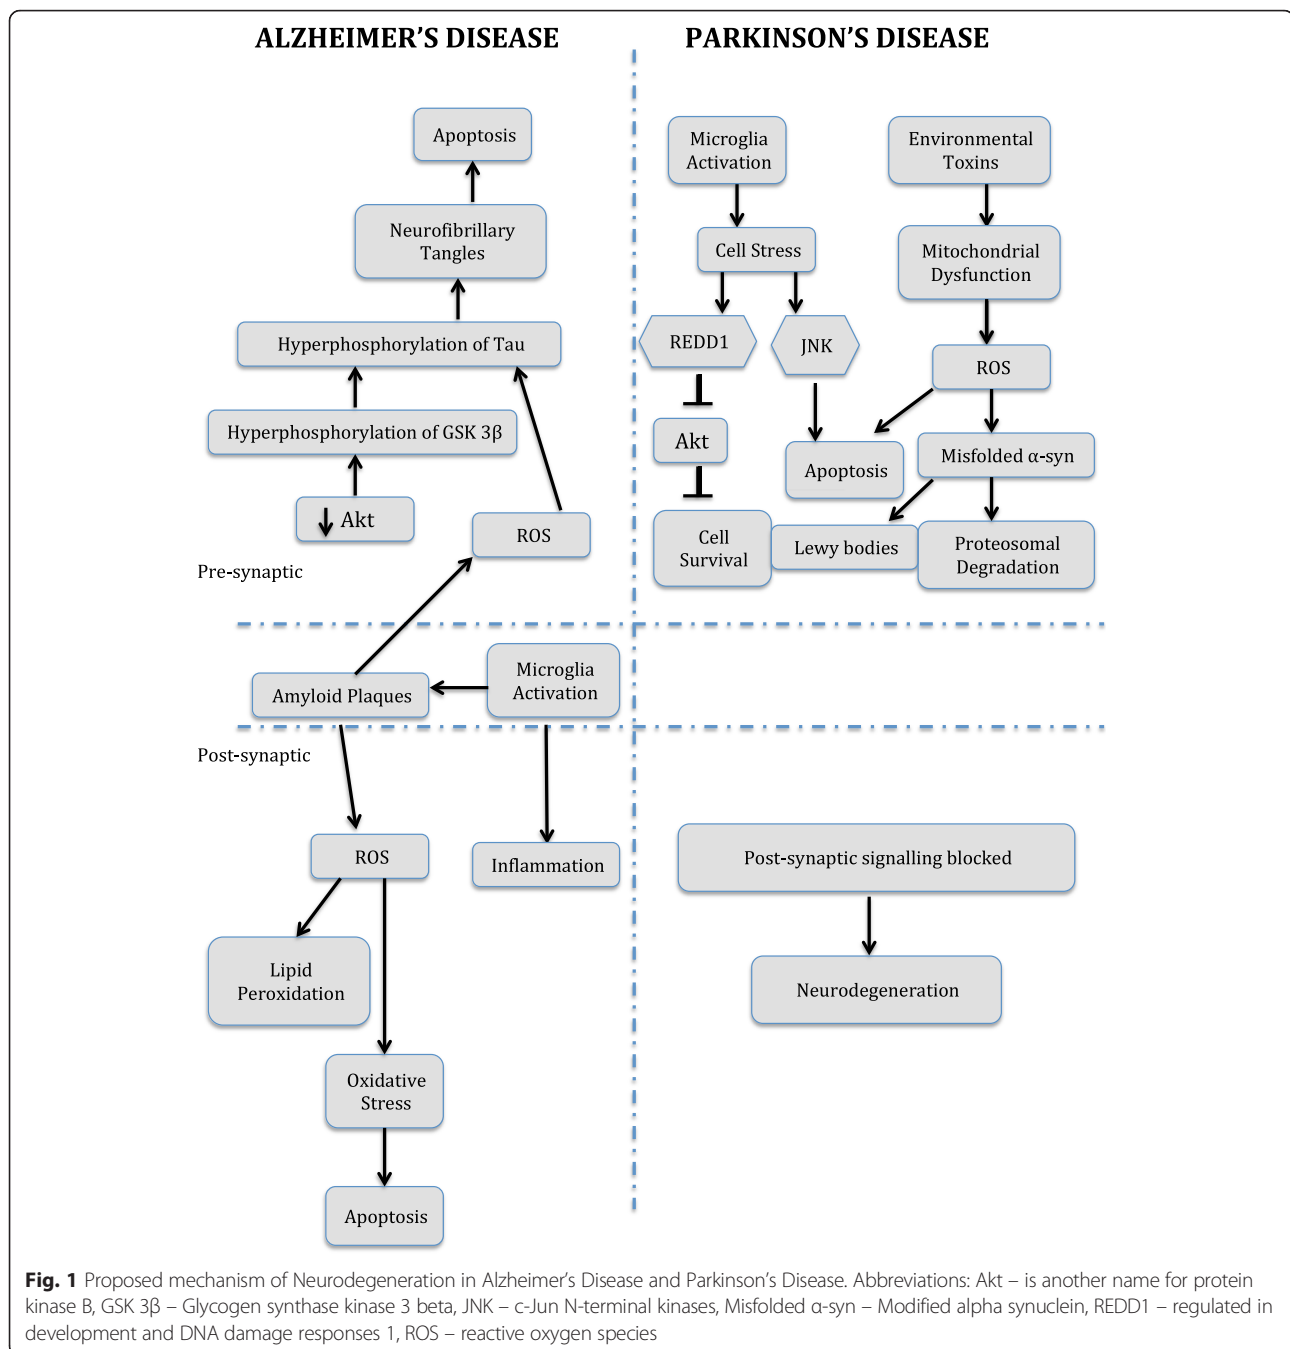 ALZHEIMER'S DISEASE
PARKINSON'S DISEASE
Apoptosis
Neurofibrillary
Tangles
Hyperphosphorylation of Tau
Hyperphosphorylation of GSK 3β
Akt
ROS
Pre-synaptic
Microglia
Activation
Environmental
Toxins
Cell Stress
Mitochondrial
Dysfunction
REDD1
JNK
ROS
Akt
Apoptosis
Misfolded α-syn
Cell
Survival
Lewy bodies
Proteosomal
Degradation
Amyloid Plaques
Microglia
Activation
Post-synaptic
ROS
Inflammation
Lipid
Peroxidation
Oxidative
Stress
Apoptosis
Post-synaptic signalling blocked
Neurodegeneration
Fig. 1 Proposed mechanism of Neurodegeneration in Alzheimer's Disease and Parkinson's Disease. Abbreviations: Akt – is another name for protein
kinase B, GSK 3β – Glycogen synthase kinase 3 beta, JNK – c-Jun N-terminal kinases, Misfolded α-syn – Modified alpha synuclein, REDD1 – regulated in
development and DNA damage responses 1, ROS – reactive oxygen species